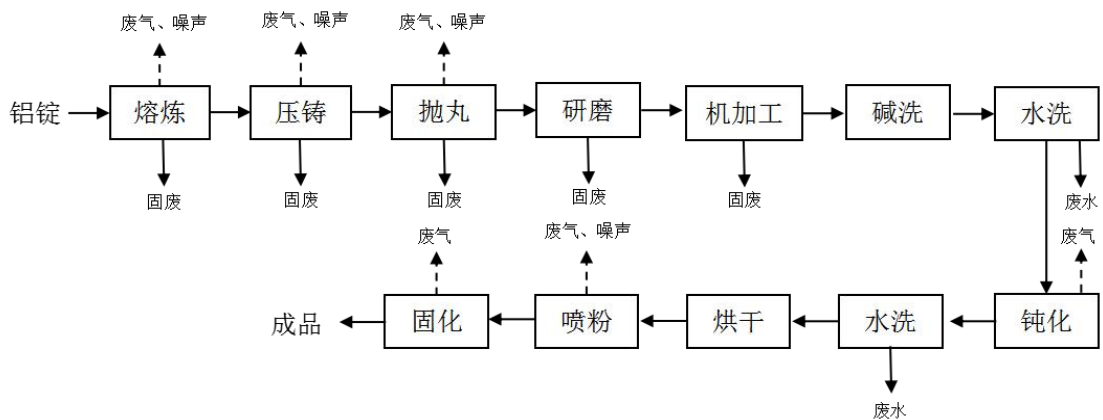 废气、噪声
废气、噪声
废气、噪声
铝锭
熔炼
压铸
抛丸
研磨
机加工
碱洗
水洗
固废
固废
固废
固废
固废
废水
废气
废气、噪声
废气
成品
固化
喷粉
烘干
水洗
钝化
废水